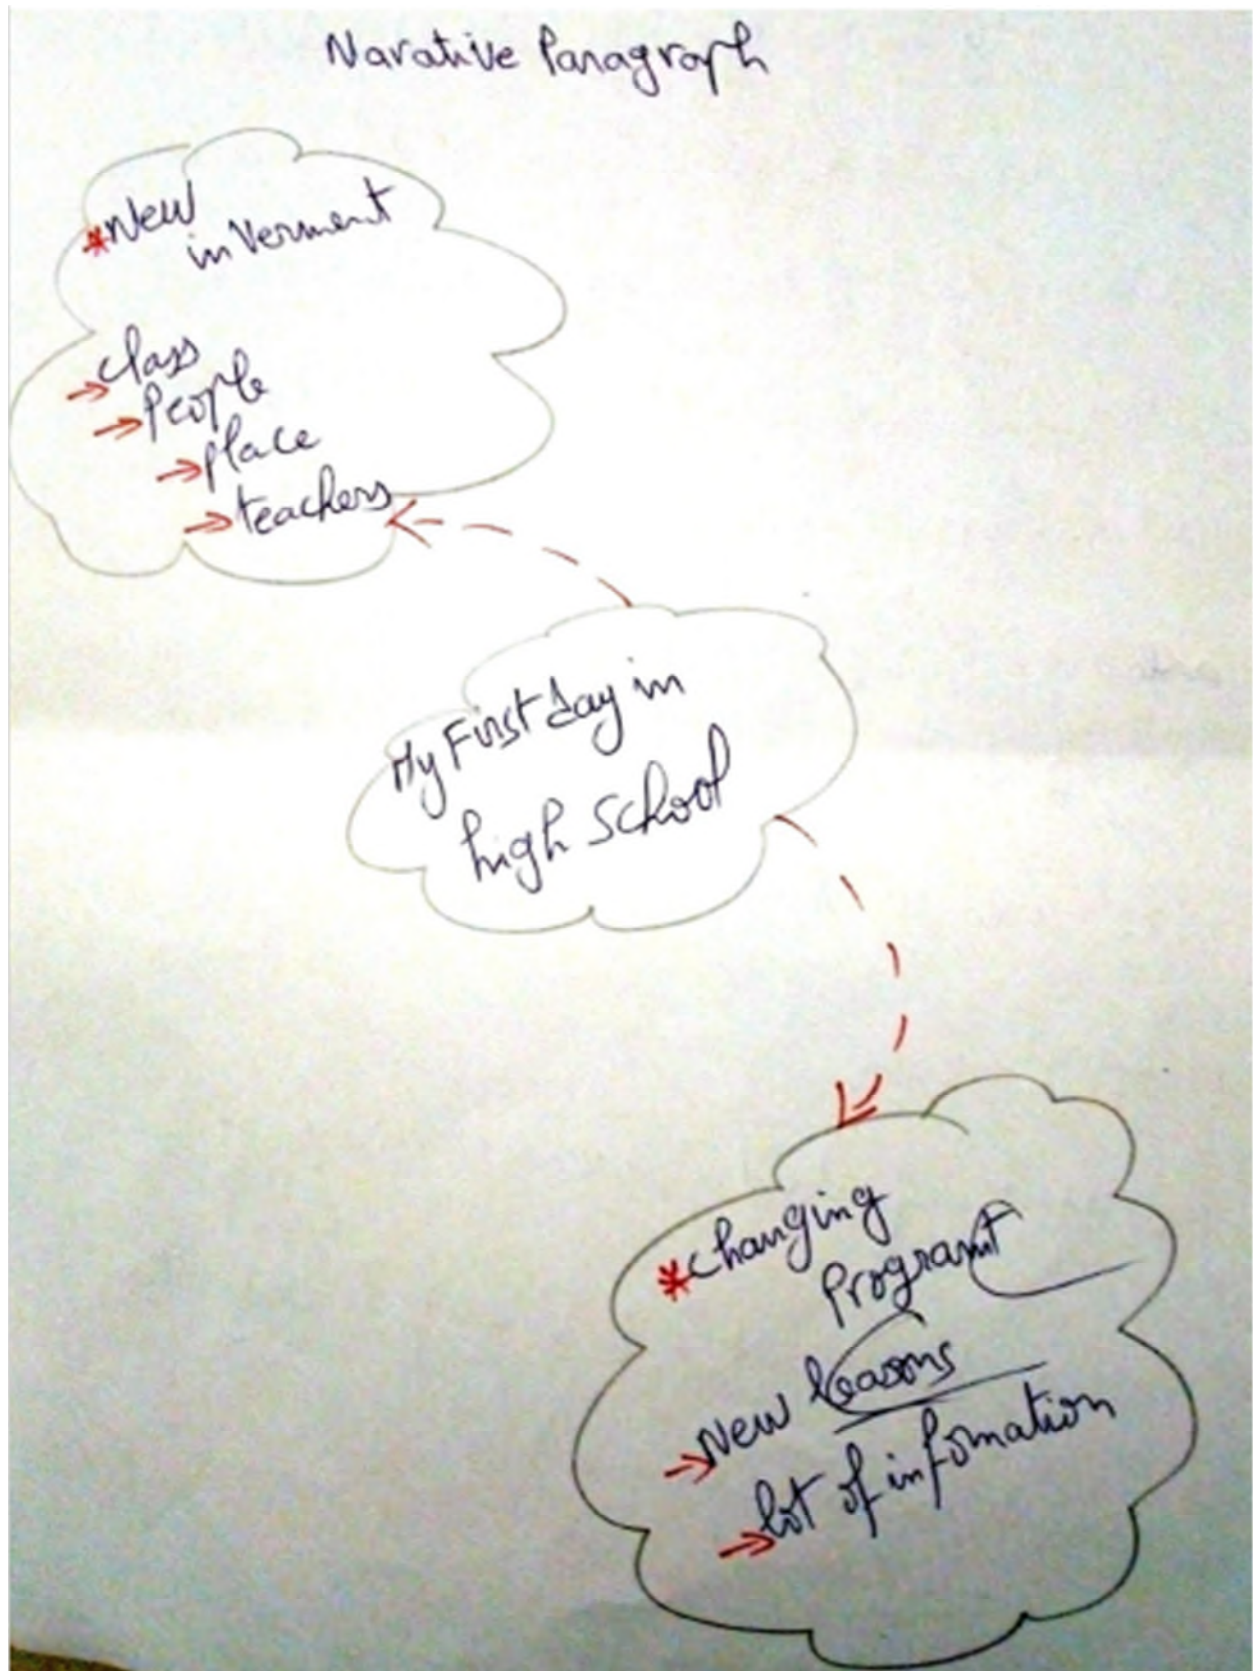 Narative Paragraph
*New
inverment
→class
→People
→place
→teachers
My First day in
high School
*changing
Programt
→New leasons
→lot of information